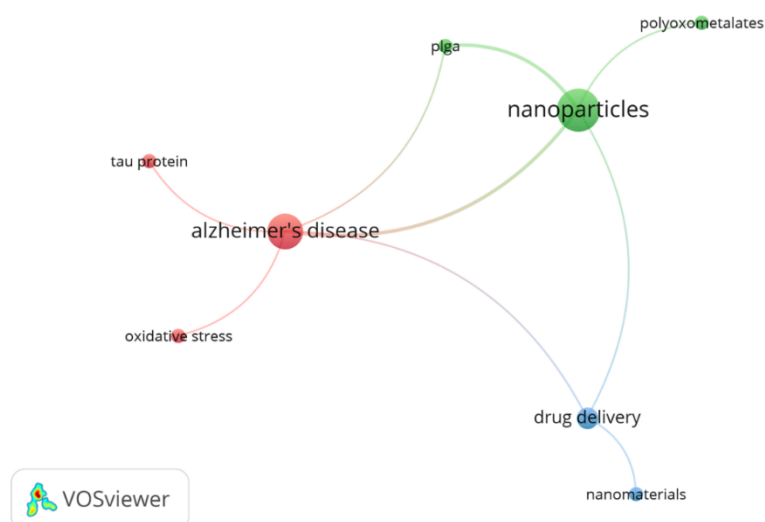 polyoxometalates
plga
nanoparticles
tau protein
alzheimer's disease
oxidative stress
drug delivery
nanomaterials
VOSviewer